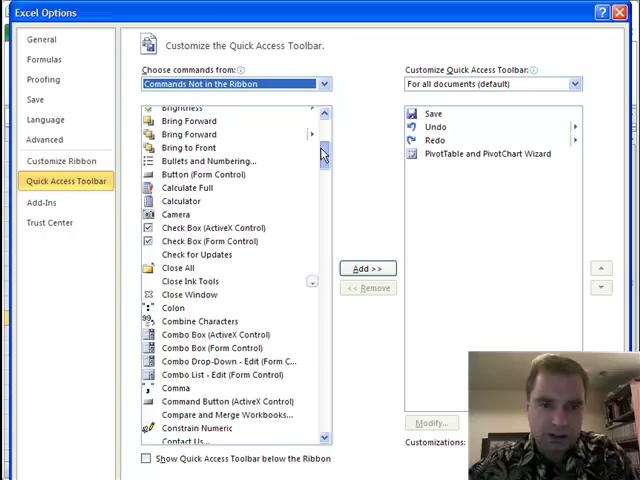 Excel Options
General
Formulas
Proofing
Save
Language
Advanced
Customize Ribbon
Quick Access Toolbar
Add-Ins
Trust Center
Customize the Quick Access Toolbar.
Choose commands from:
Commands Not in the Ribbon
Brightness
Bring Forward
Bring Forward
Bring to Front
Bullets and Numbering...
Button (Form Control)
Calculate Full
Calculator
Camera
Check Box (ActiveX Control)
Check Box (Form Control)
Check for Updates
Close All
Close Ink Tools
Close Window
Colon
Combine Characters
Combo Box (ActiveX Control)
Combo Box (Form Control)
Combo Drop-Down - Edit (Form C...
Combo List - Edit (Form Control)
Comma
Command Button (ActiveX Control)
Compare and Merge Workbooks...
Constrain Numeric
Contact Us...
Show Quick Access Toolbar below the Ribbon
Add >>
<< Remove
Customize Quick Access Toolbar:
For all documents (default)
Save
Undo
Redo
PivotTable and PivotChart Wizard
Modify...
Customizations: